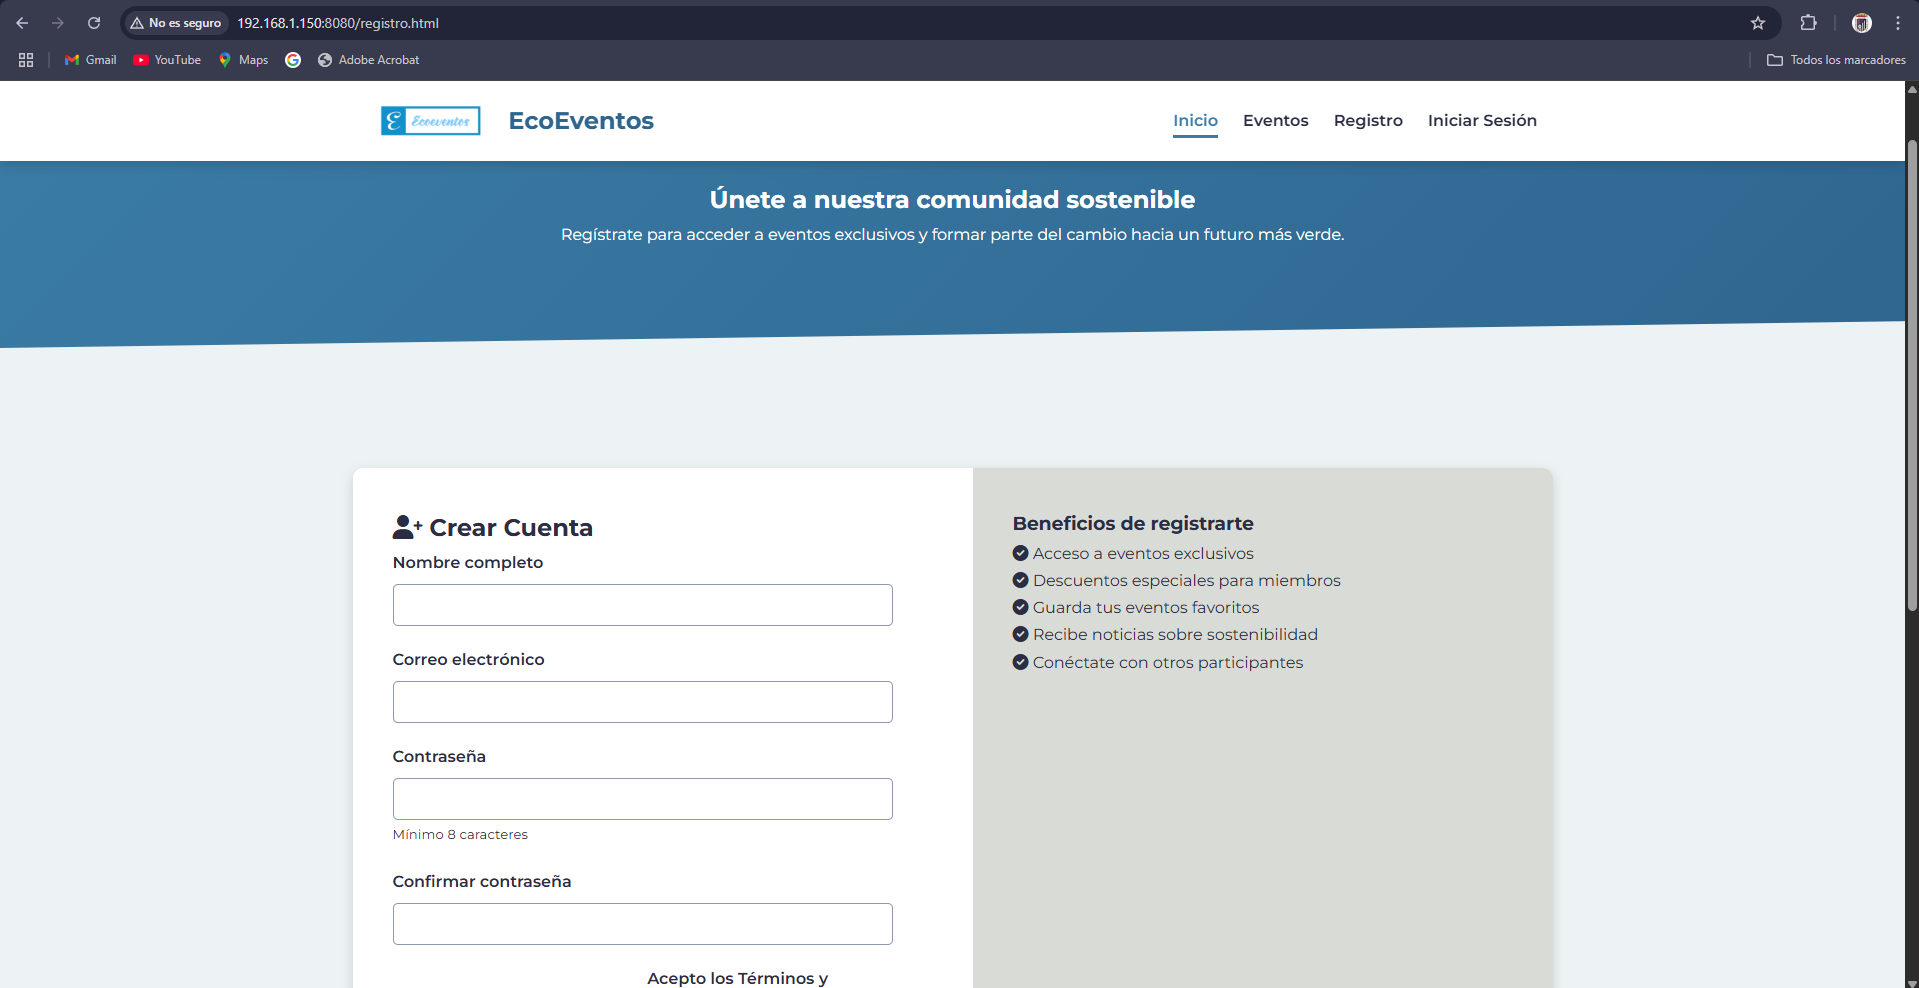 No es seguro
192.168.1.150:8080/registro.html
Gmail
YouTube
Maps
Adobe Acrobat
Todos los marcadores
Ecoeventos
EcoEventos
Inicio
Eventos
Registro
Iniciar Sesión
Únete a nuestra comunidad sostenible
Regístrate para acceder a eventos exclusivos y formar parte del cambio hacia un futuro más verde.
Crear Cuenta
Nombre completo
Correo electrónico
Contraseña
Mínimo 8 caracteres
Confirmar contraseña
Acepto los Términos y
Beneficios de registrarte
Acceso a eventos exclusivos
Descuentos especiales para miembros
Guarda tus eventos favoritos
Recibe noticias sobre sostenibilidad
Conéctate con otros participantes